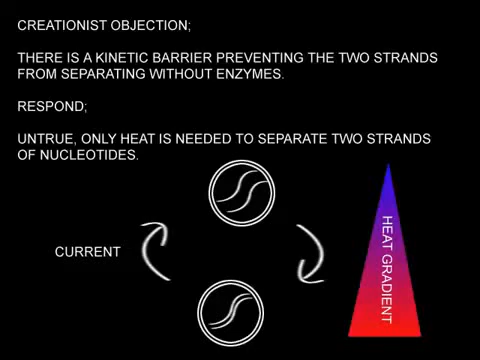 CREATIONIST OBJECTION;
THERE IS A KINETIC BARRIER PREVENTING THE TWO STRANDS
FROM SEPARATING WITHOUT ENZYMES.
RESPOND;
UNTRUE, ONLY HEAT IS NEEDED TO SEPARATE TWO STRANDS
OF NUCLEOTIDES.
CURRENT
HEAT GRADIENT